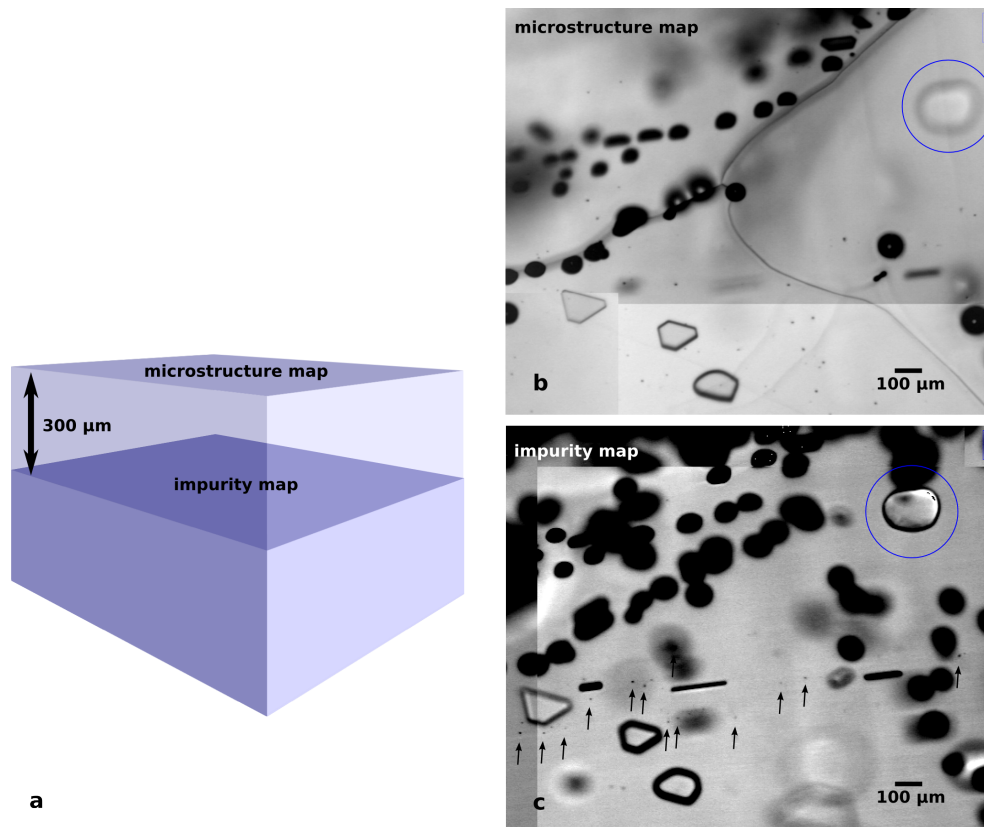 microstructure map
300 µm
impurity map
a
microstructure map
b
100 µm
impurity map
c
100 µm